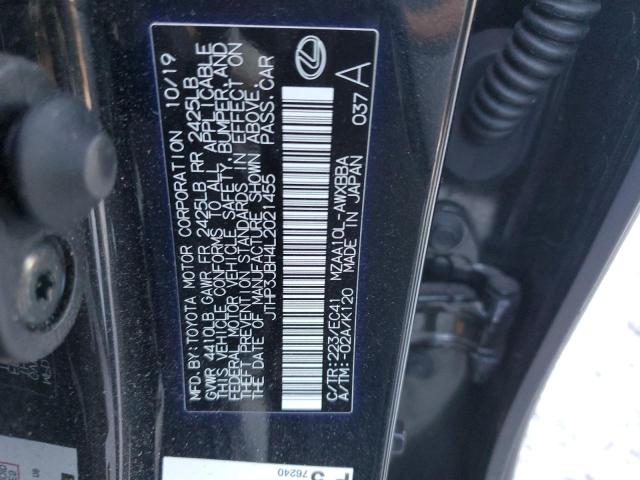 MFD.BY:TOYOTA MOTOR CORPORATION 10/19
GVWR 4410LB GAWR FR 2425LB RR 2425LB
THIS VEHICLE CONFORMS TO ALL APPLICABLE
FEDERAL MOTOR VEHICLE SAFETY,BUMPER,AND
THEFT PREVENTION STANDARDS IN EFFECT ON
THE DATE OF MANUFACTURE SHOWN ABOVE.
JTHP3JBH4L2021455 PASS.CAR
037 A
C/TR:223/EC41 MZAA10L-AWXBBA
A/TM:-02A/K120 MADE IN JAPAN
76240